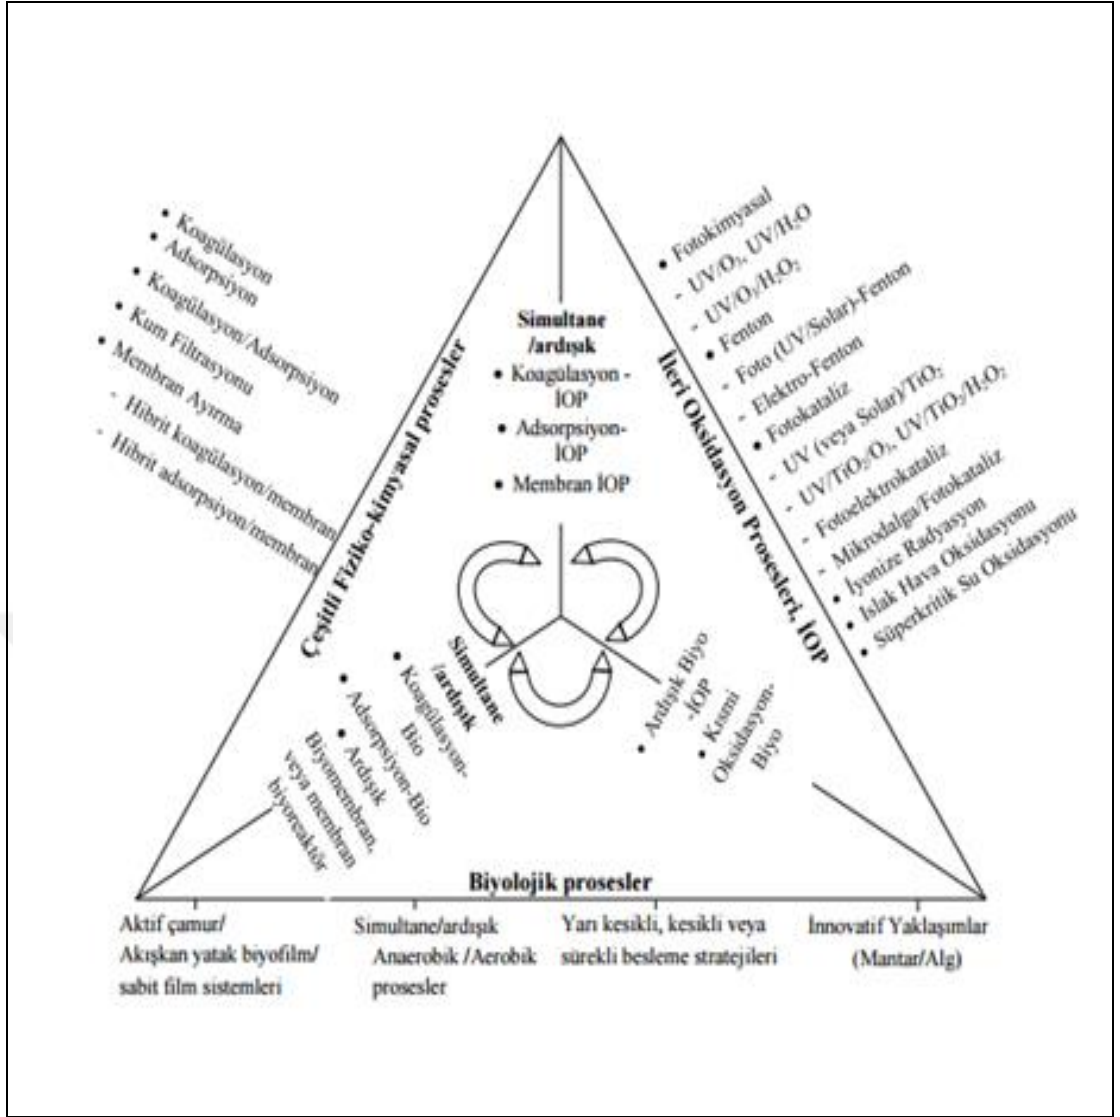 • Koagülasyon
• Adsorpsiyon
• Koagülasyon/Adsorpsiyon
• Kum Filtrasyonu
• Membran Ayırma
- Hibrit koagülasyon/membran
- Hibrit adsorpsiyon/membran
Çeşitli Fiziko-kimyasal prosesler
Simultane
/ardışık
• Koagülasyon -
İOP
• Adsorpsiyon-
İOP
• Membran İOP
İleri Oksidasyon Prosesleri, İOP
• Fotokimyasal
- UV/O₃, UV/H₂O
- UV/O₃/H₂O₂
• Fenton
- Foto (UV/Solar)-Fenton
- Elektro-Fenton
• Fotokataliz
- UV (veya Solar)/TiO₂
- UV/TiO₂/O₃, UV/TiO₂/H₂O₂
- Fotoelektrokataliz
- Mikrodalga/Fotokataliz
• İyonize Radyasyon
• Islak Hava Oksidasyonu
• Süperkritik Su Oksidasyonu
Simultane
/ardışık
• Koagülasyon-
Bio
• Adsorpsiyon-Bio
• Ardışık
Biyomembran,
veya membran
biyoreaktör
• Ardışık Biyo
-İOP
• Kısmi
Oksidasyon-
Biyo
Biyolojik prosesler
Aktif çamur/
Akışkan yatak biyofilm/
sabit film sistemleri
Simultane/ardışık
Anaerobik /Aerobik
prosesler
Yarı kesikli, kesikli veya
sürekli besleme stratejileri
İnnovatif Yaklaşımlar
(Mantar/Alg)